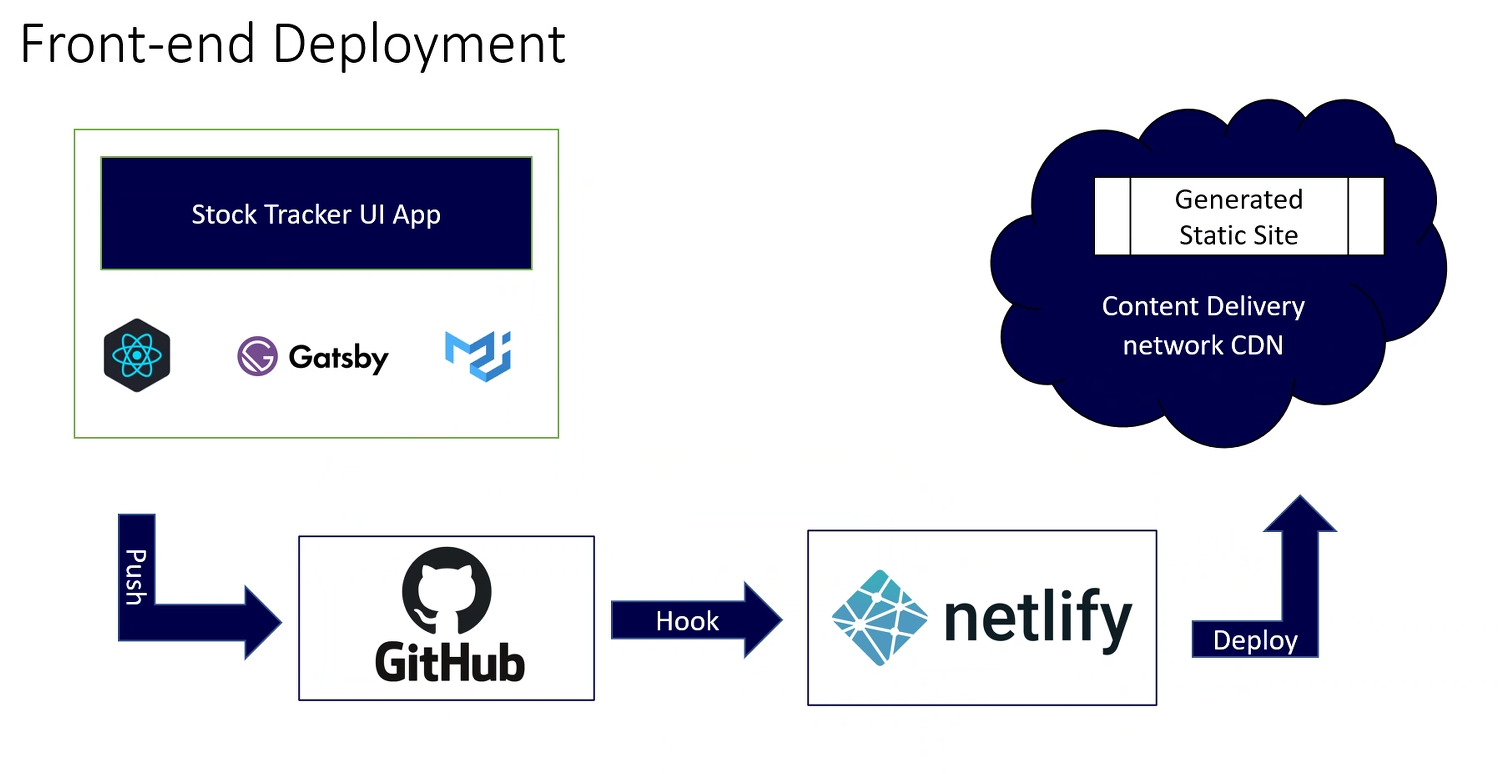 Front-end Deployment
Stock Tracker UI App
Gatsby
Generated
Static Site
Content Delivery
network CDN
Push
GitHub
Hook
netlify
Deploy